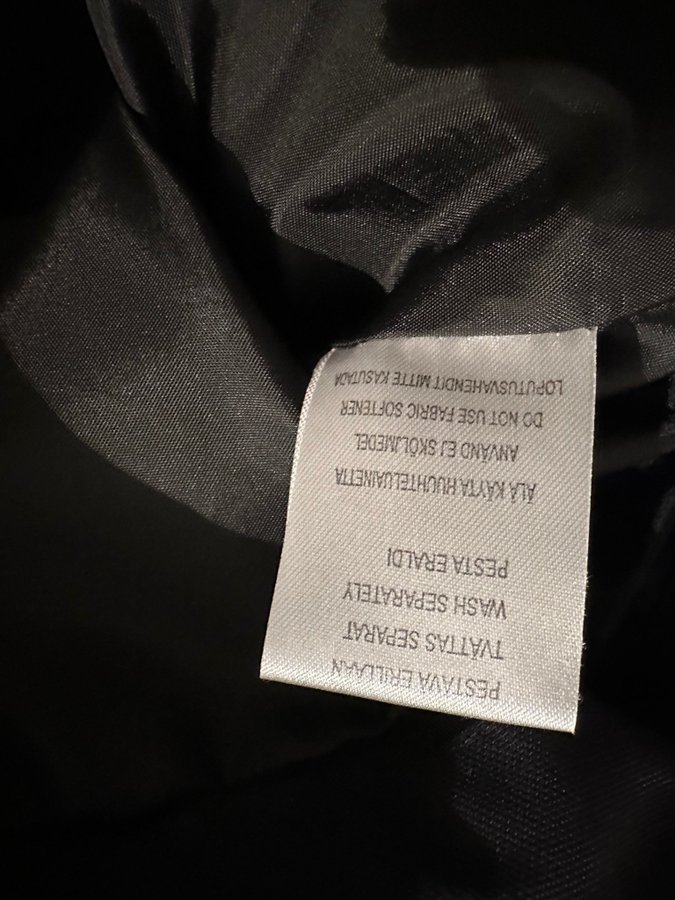 PESTAVA ERILLÄÄN
TVÄTTAS SEPARAT
WASH SEPARATELY
PESTA ERALDI
ÄLÄ KÄYTÄ HUUHTELUAINETTA
ANVÄND EJ SKÖLJMEDEL
DO NOT USE FABRIC SOFTENER
LOPUTUSVAHENDIT MITTE KASUTADA